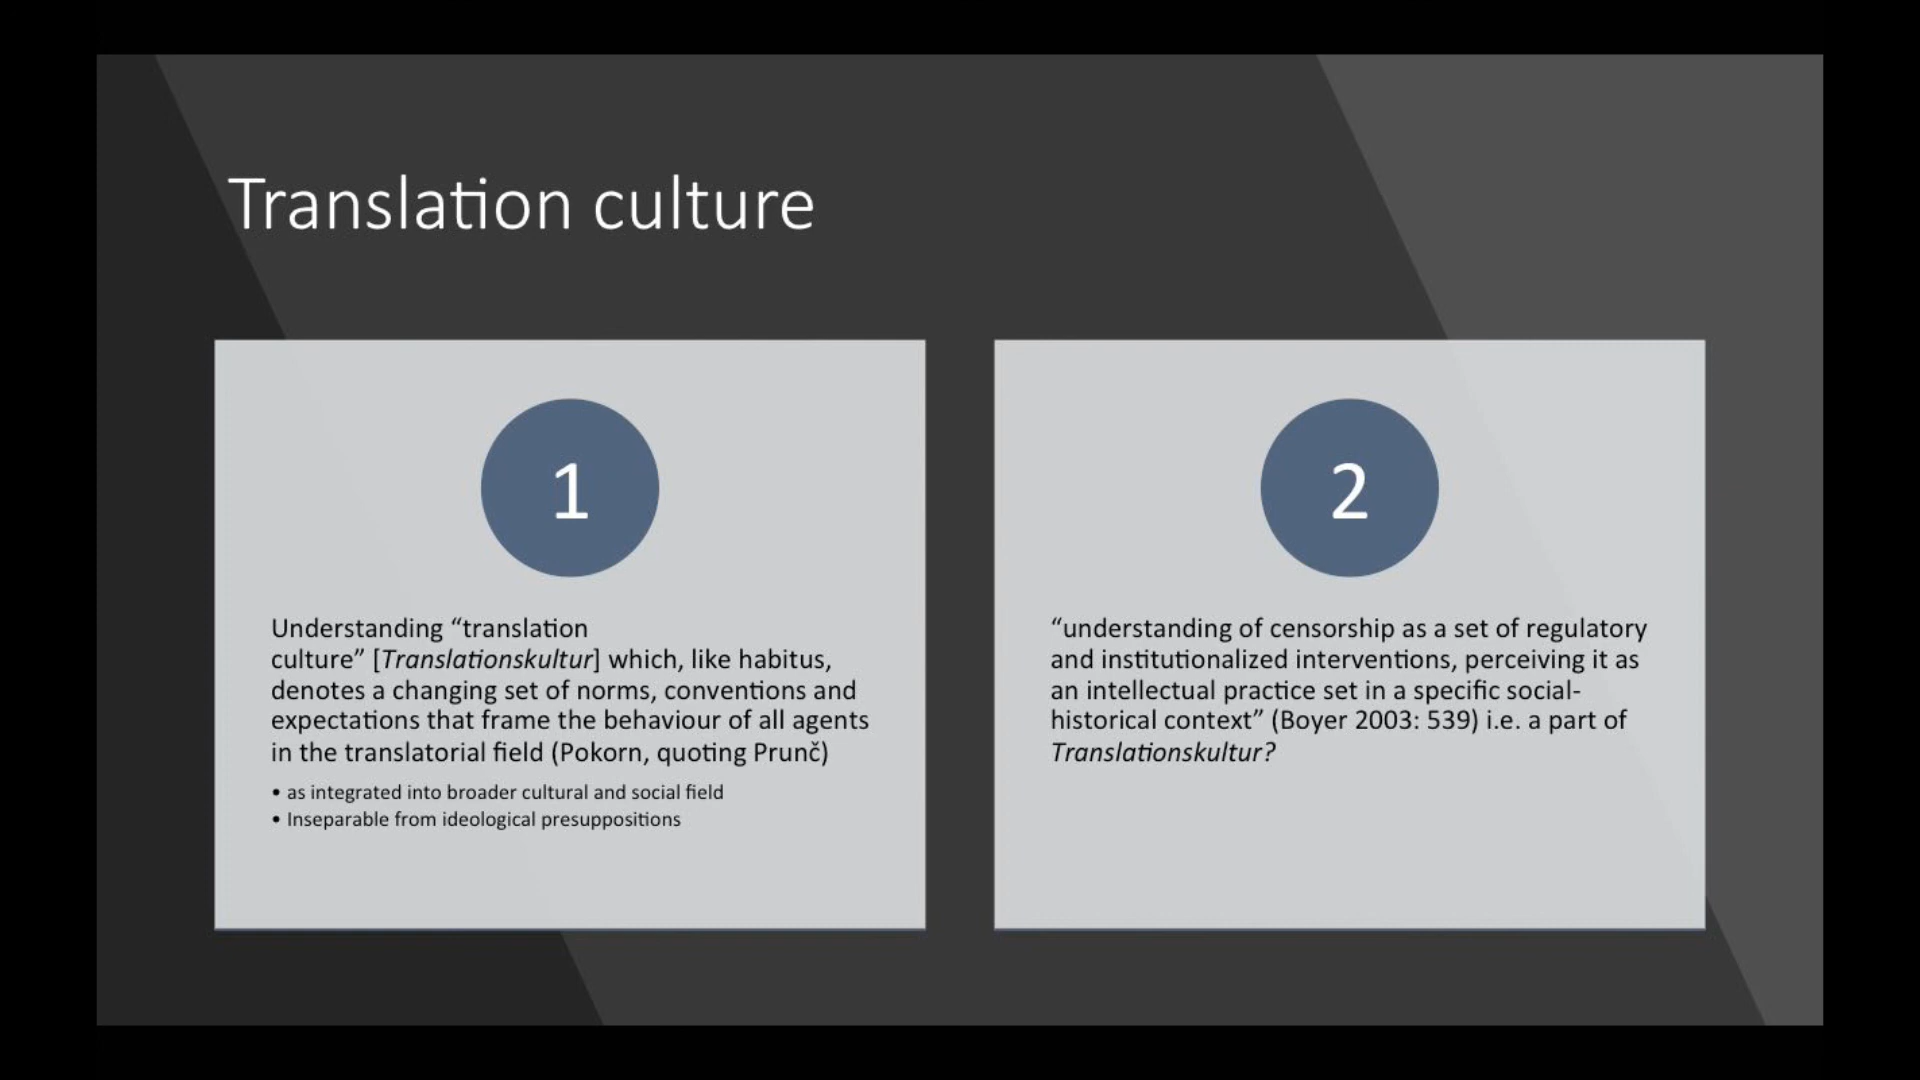 Translation culture
1
Understanding “translation
culture” [Translationskultur] which, like habitus,
denotes a changing set of norms, conventions and
expectations that frame the behaviour of all agents
in the translatorial field (Pokorn, quoting Prunč)
• as integrated into broader cultural and social field
• Inseparable from ideological presuppositions
2
“understanding of censorship as a set of regulatory
and institutionalized interventions, perceiving it as
an intellectual practice set in a specific social-
historical context” (Boyer 2003: 539) i.e. a part of
Translationskultur?